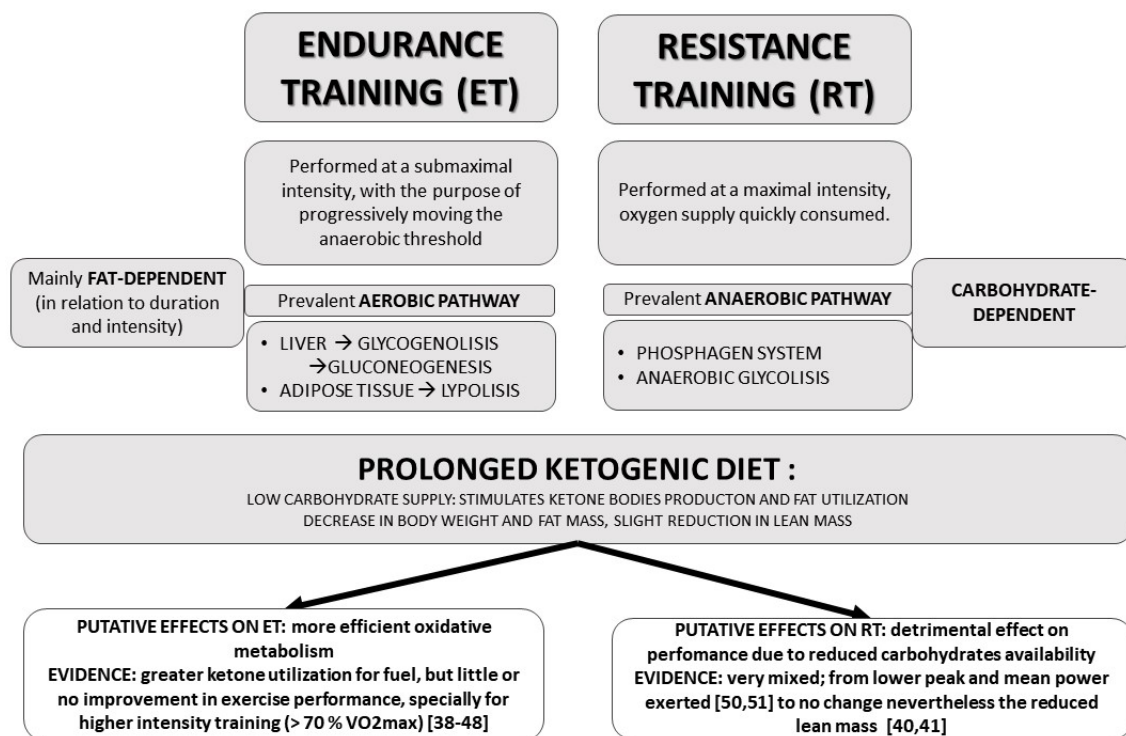 ENDURANCE
TRAINING (ET)
RESISTANCE
TRAINING (RT)
Performed at a submaximal
intensity, with the purpose of
progressively moving the
anaerobic threshold
Performed at a maximal intensity,
oxygen supply quickly consumed.
Mainly FAT-DEPENDENT
(in relation to duration
and intensity)
Prevalent AEROBIC PATHWAY
Prevalent ANAEROBIC PATHWAY
CARBOHYDRATE-
DEPENDENT
• LIVER → GLYCOGENOLISIS
→GLUCONEOGENESIS
• ADIPOSE TISSUE → LYPOLISIS
• PHOSPHAGEN SYSTEM
• ANAEROBIC GLYCOLISIS
PROLONGED KETOGENIC DIET :
LOW CARBOHYDRATE SUPPLY: STIMULATES KETONE BODIES PRODUCTON AND FAT UTILIZATION
DECREASE IN BODY WEIGHT AND FAT MASS, SLIGHT REDUCTION IN LEAN MASS
PUTATIVE EFFECTS ON ET: more efficient oxidative
metabolism
EVIDENCE: greater ketone utilization for fuel, but little or
no improvement in exercise performance, specially for
higher intensity training (> 70 % VO2max) [38-48]
PUTATIVE EFFECTS ON RT: detrimental effect on
perfomance due to reduced carbohydrates availability
EVIDENCE: very mixed; from lower peak and mean power
exerted [50,51] to no change nevertheless the reduced
lean mass [40,41]